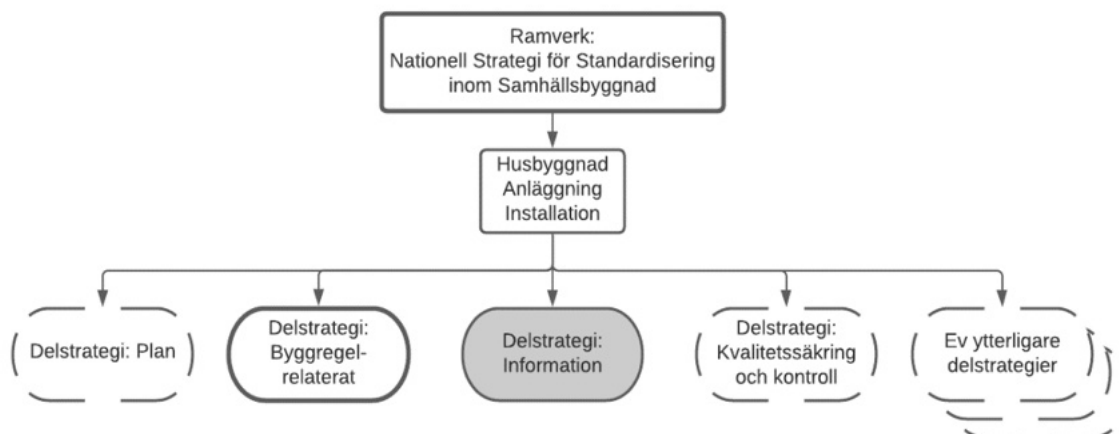 Ramverk:
Nationell Strategi för Standardisering
inom Samhällsbyggnad
Husbyggnad
Anläggning
Installation
Delstrategi: Plan
Delstrategi:
Byggregel-
relaterat
Delstrategi:
Information
Delstrategi:
Kvalitetssäkring
och kontroll
Ev ytterligare
delstrategier